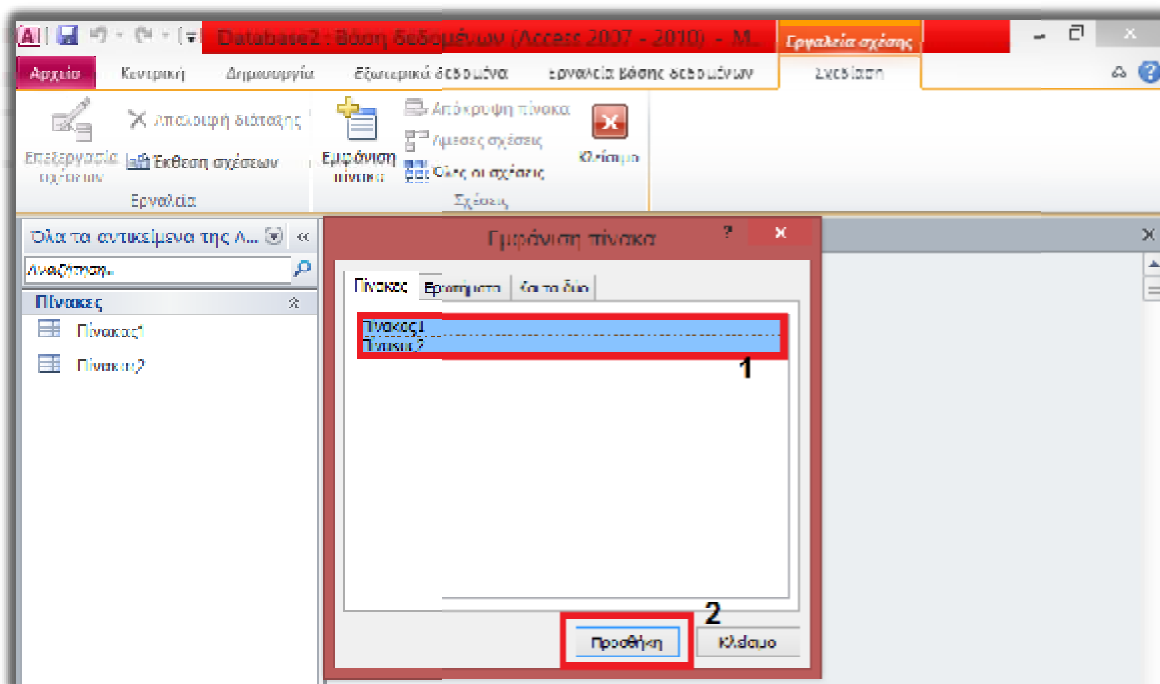 Database2 : Βάση δεδομένων (Access 2007 - 2010) - M...
Εργαλεία σχέσης
Αρχείο Κεντρική Δημιουργία Εξωτερικά δεδομένα Εργαλεία βάσης δεδομένων Σχεδίαση
Επεξεργασία σχέσεων
Απαλοιφή διάταξης
Έκθεση σχέσεων
Εργαλεία
Εμφάνιση πίνακα
Απόκρυψη πίνακα
Άμεσες σχέσεις
Όλες οι σχέσεις
Κλείσιμο
Σχέσεις
Όλα τα αντικείμενα της A...
Αναζήτηση..
Πίνακες
Πίνακας1
Πίνακας2
Εμφάνιση πίνακα
Πίνακες Ερωτήματα Και τα δύο
Πίνακας1
Πίνακας2
1
2
Προσθήκη Κλείσιμο